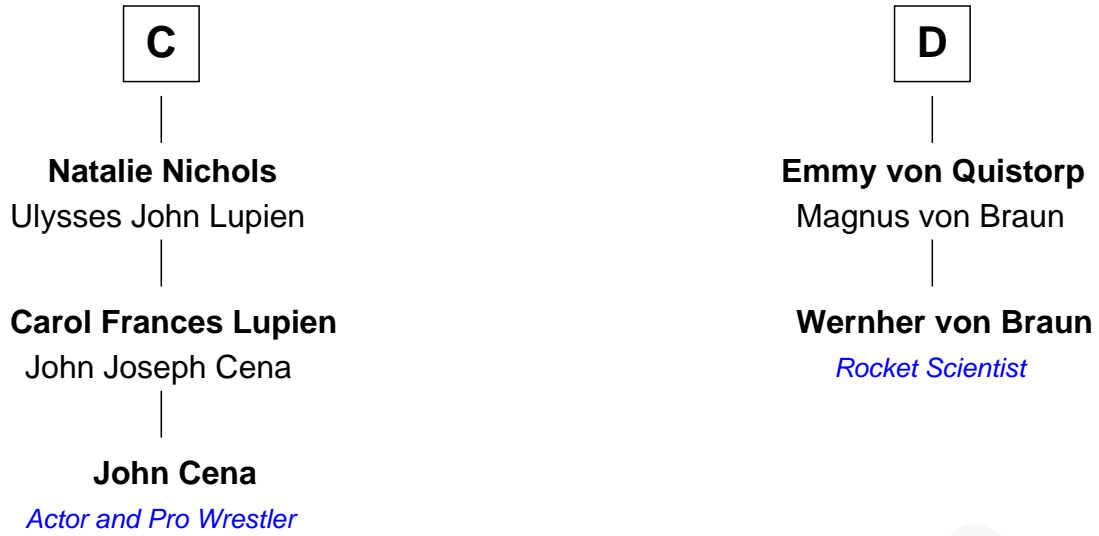 C
Natalie Nichols
Ulysses John Lupien
Carol Frances Lupien
John Joseph Cena
John Cena
Actor and Pro Wrestler
D
Emmy von Quistorp
Magnus von Braun
Wernher von Braun
Rocket Scientist